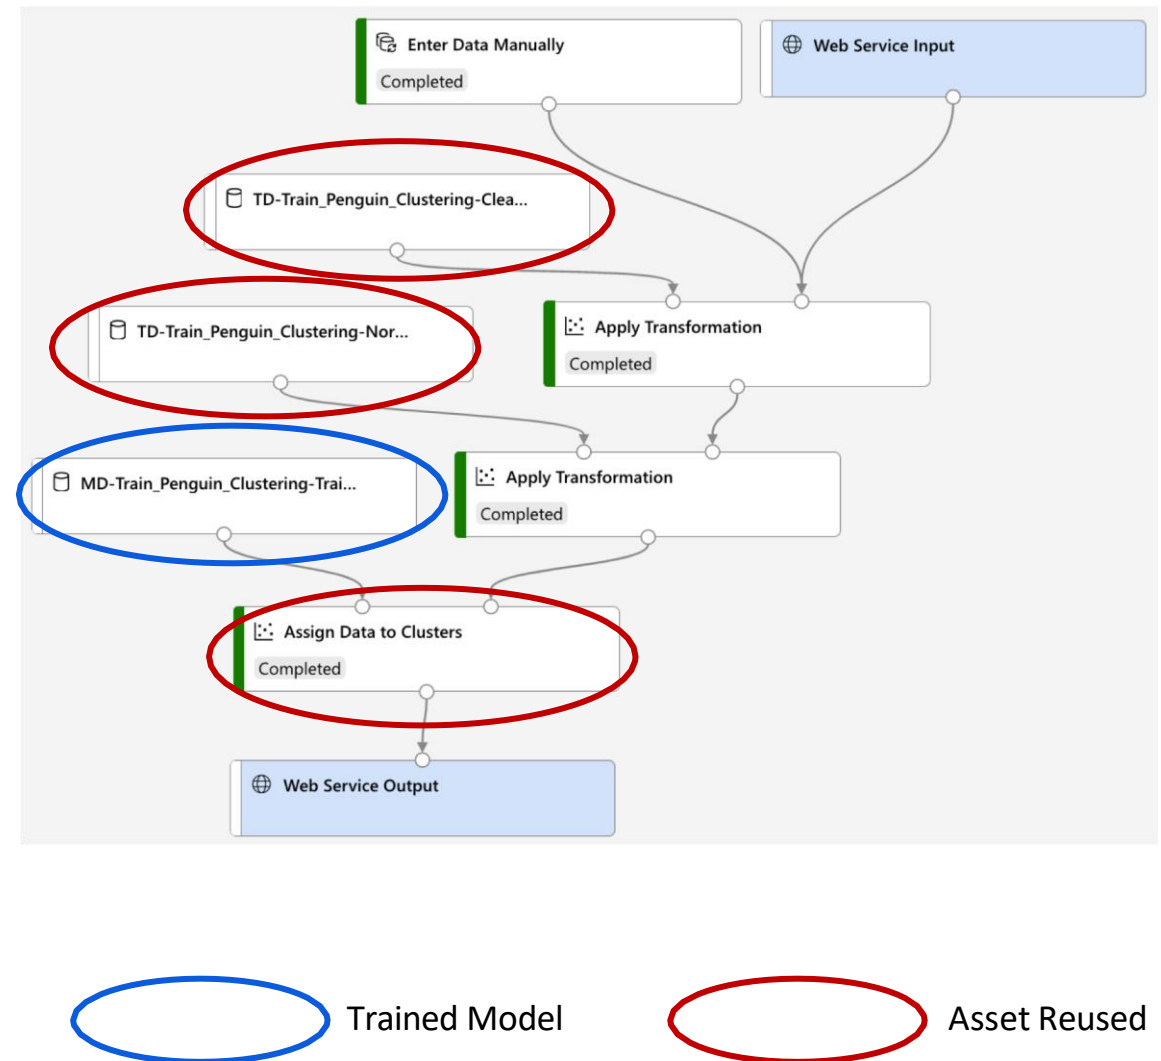 Enter Data Manually
Completed
Web Service Input
TD-Train_Penguin_Clustering-Clea...
TD-Train_Penguin_Clustering-Nor...
Apply Transformation
Completed
MD-Train_Penguin_Clustering-Trai...
Apply Transformation
Completed
Assign Data to Clusters
Completed
Web Service Output
Trained Model
Asset Reused